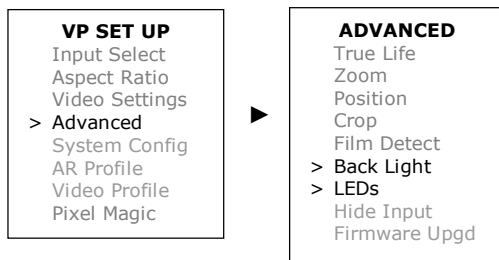 VP SET UP
Input Select
Aspect Ratio
Video Settings
> Advanced
System Config
AR Profile
Video Profile
Pixel Magic
ADVANCED
True Life
Zoom
Position
Crop
Film Detect
> Back Light
> LEDs
Hide Input
Firmware Upgd